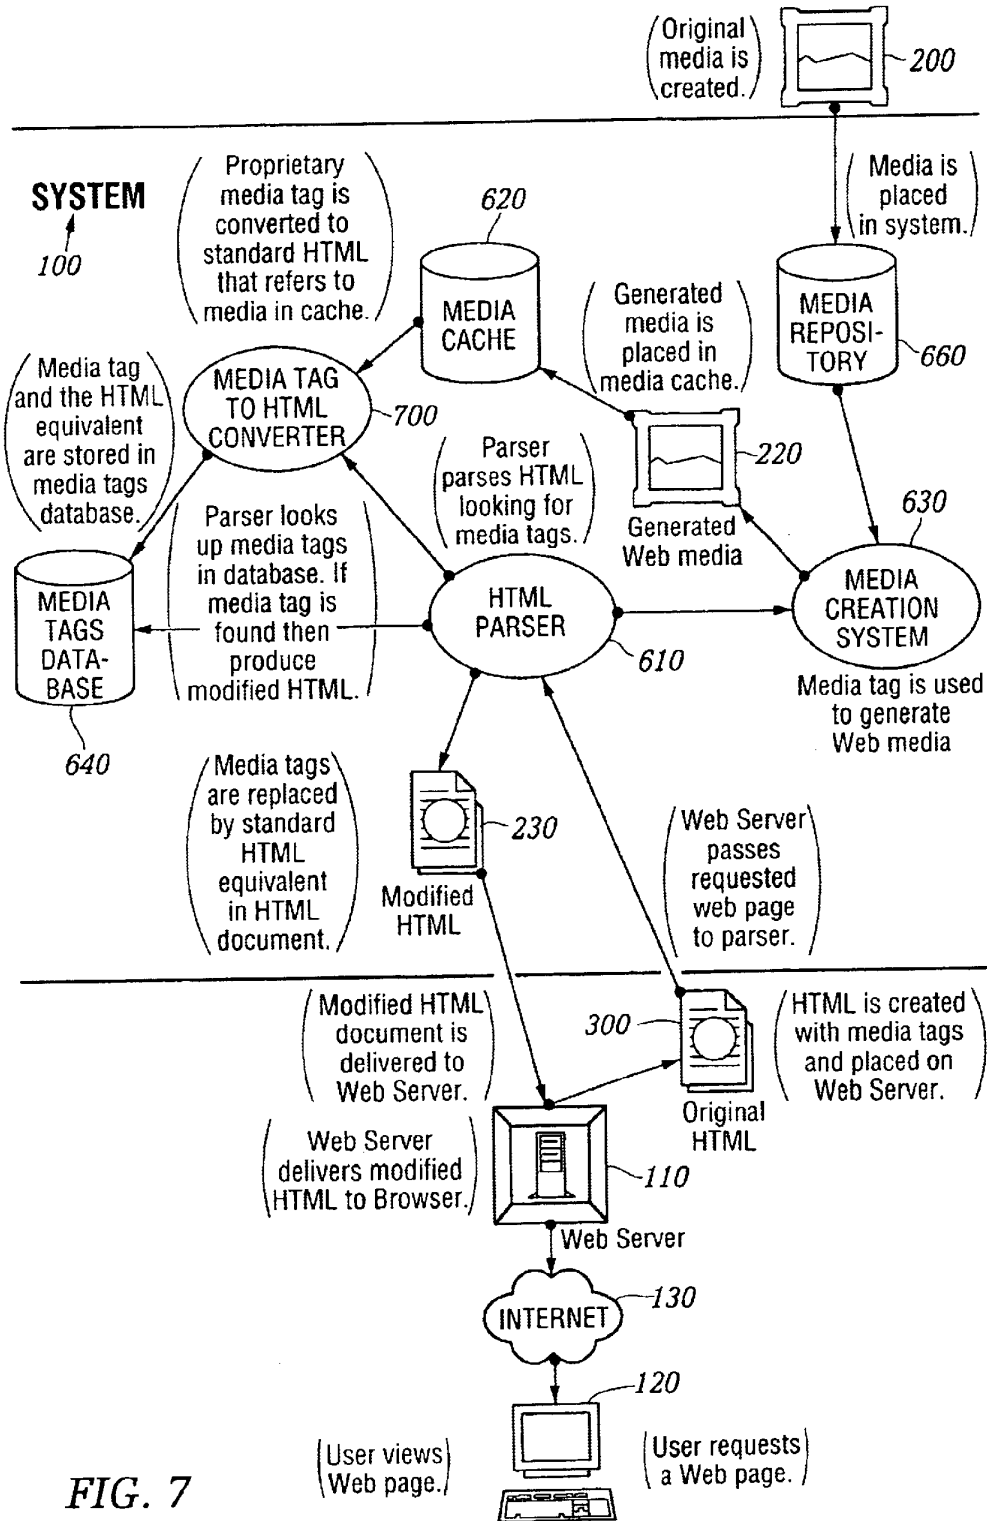 (Original
media is
created.)
200
SYSTEM
100
(Proprietary
media tag is
converted to
standard HTML
that refers to
media in cache.)
620
(Media is
placed
in system.)
MEDIA
CACHE
(Generated
media is
placed in
media cache.)
MEDIA
REPOSI-
TORY
660
(Media tag
and the HTML
equivalent
are stored in
media tags
database.)
MEDIA TAG
TO HTML
CONVERTER
700
(Parser
parses HTML
looking for
media tags.)
220
Generated
Web media
630
(Parser looks
up media tags
in database. If
media tag is
found then
produce
modified HTML.)
HTML
PARSER
610
MEDIA
CREATION
SYSTEM
Media tag is used
to generate
Web media
MEDIA
TAGS
DATA-
BASE
640
(Media tags
are replaced
by standard
HTML
equivalent
in HTML
document.)
230
Modified
HTML
(Web Server
passes
requested
web page
to parser.)
(Modified HTML
document is
delivered to
Web Server.)
300
Original
HTML
(HTML is created
with media tags
and placed on
Web Server.)
(Web Server
delivers modified
HTML to Browser.)
110
Web Server
INTERNET
130
120
(User views
Web page.)
(User requests
a Web page.)
FIG. 7